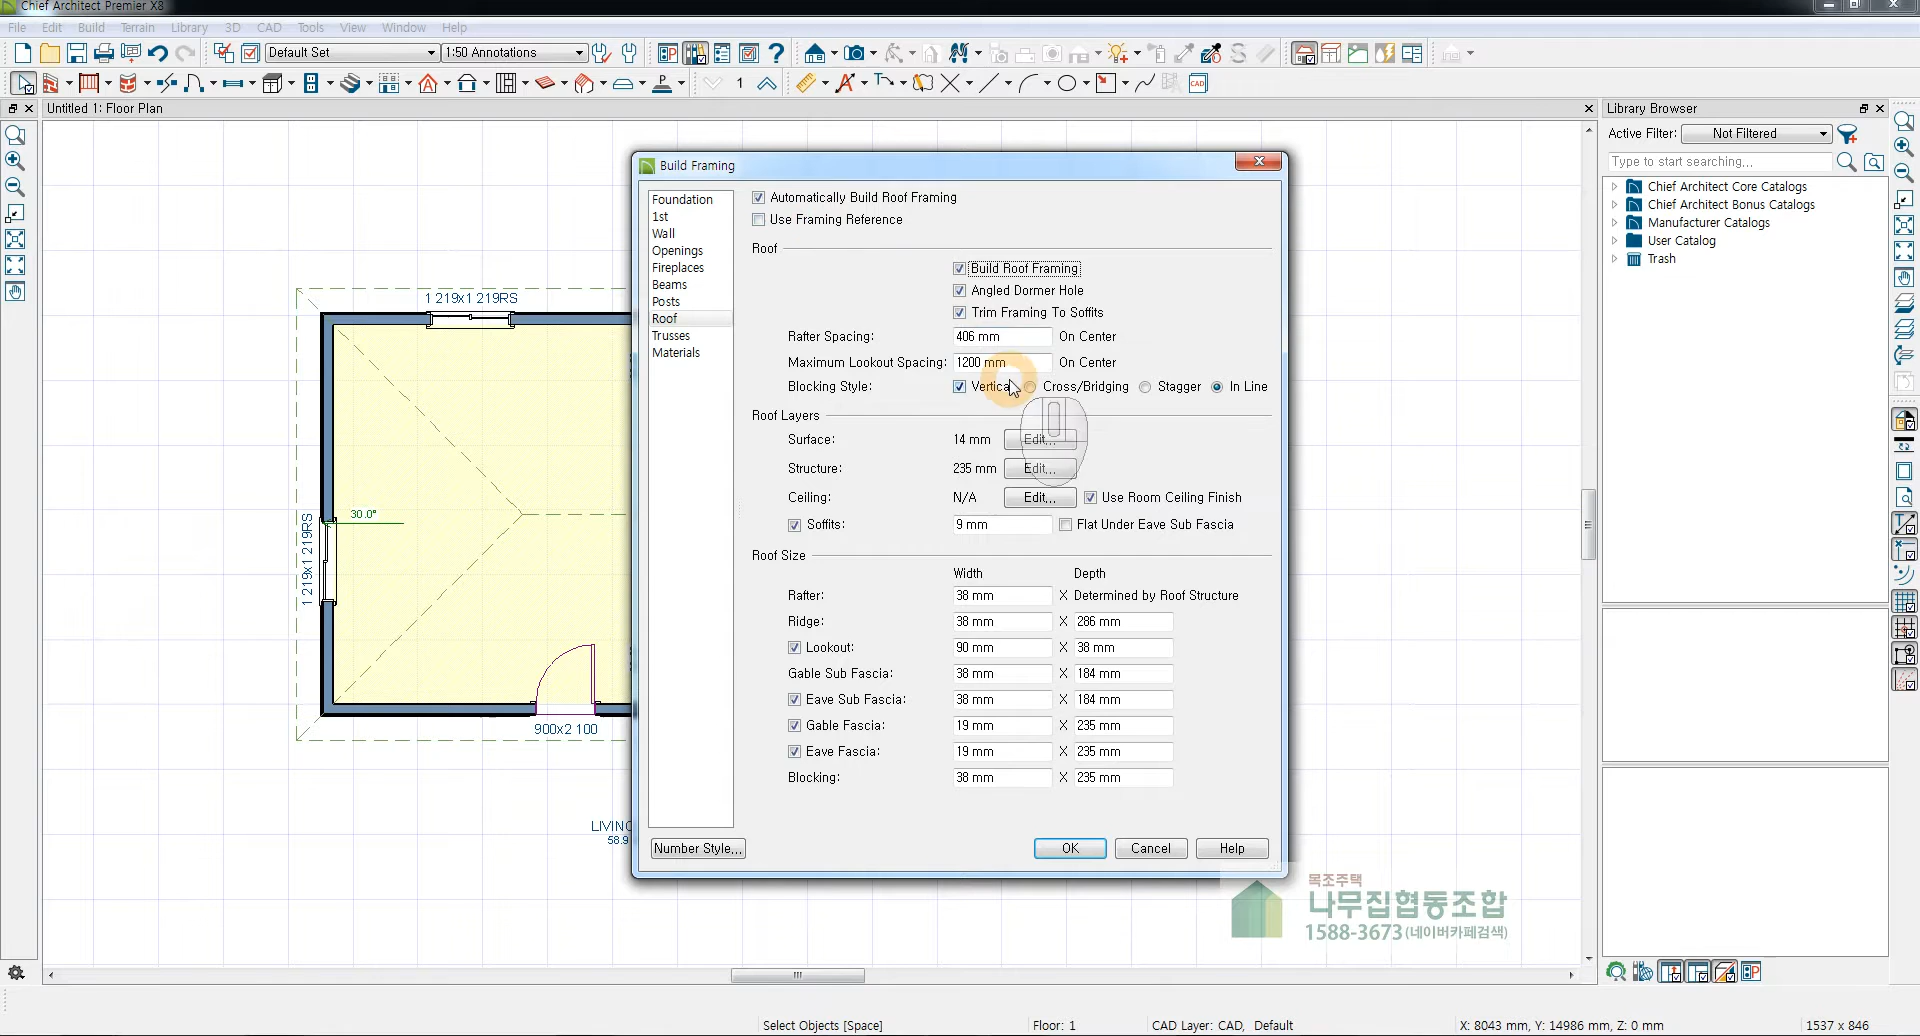 Chief Architect Premier X8
File Edit Build Terrain Library 3D CAD Tools View Window Help
Default Set 1:50 Annotations
1
CAD
Untitled 1: Floor Plan
Library Browser
Active Filter: Not Filtered
Type to start searching...
Chief Architect Core Catalogs
Chief Architect Bonus Catalogs
Manufacturer Catalogs
User Catalog
Trash
1 219x1 219RS
30.0°
1 219x1 219RS
900x2 100
LIVING
58.9
Build Framing
Foundation
1st
Wall
Openings
Fireplaces
Beams
Posts
Roof
Trusses
Materials
Automatically Build Roof Framing
Use Framing Reference
Roof
Build Roof Framing
Angled Dormer Hole
Trim Framing To Soffits
Rafter Spacing: 406 mm On Center
Maximum Lookout Spacing: 1200 mm On Center
Blocking Style: Vertical Cross/Bridging Stagger In Line
Roof Layers
Surface: 14 mm Edit...
Structure: 235 mm Edit...
Ceiling: N/A Edit... Use Room Ceiling Finish
Soffits: 9 mm Flat Under Eave Sub Fascia
Roof Size
Width Depth
Rafter: 38 mm X Determined by Roof Structure
Ridge: 38 mm X 286 mm
Lookout: 90 mm X 38 mm
Gable Sub Fascia: 38 mm X 184 mm
Eave Sub Fascia: 38 mm X 184 mm
Gable Fascia: 19 mm X 235 mm
Eave Fascia: 19 mm X 235 mm
Blocking: 38 mm X 235 mm
Number Style... OK Cancel Help
목조주택
나무집협동조합
1588-3673(네이버카페검색)
Select Objects [Space] Floor: 1 CAD Layer: CAD, Default X: 8043 mm, Y: 14986 mm, Z: 0 mm 1537 x 846